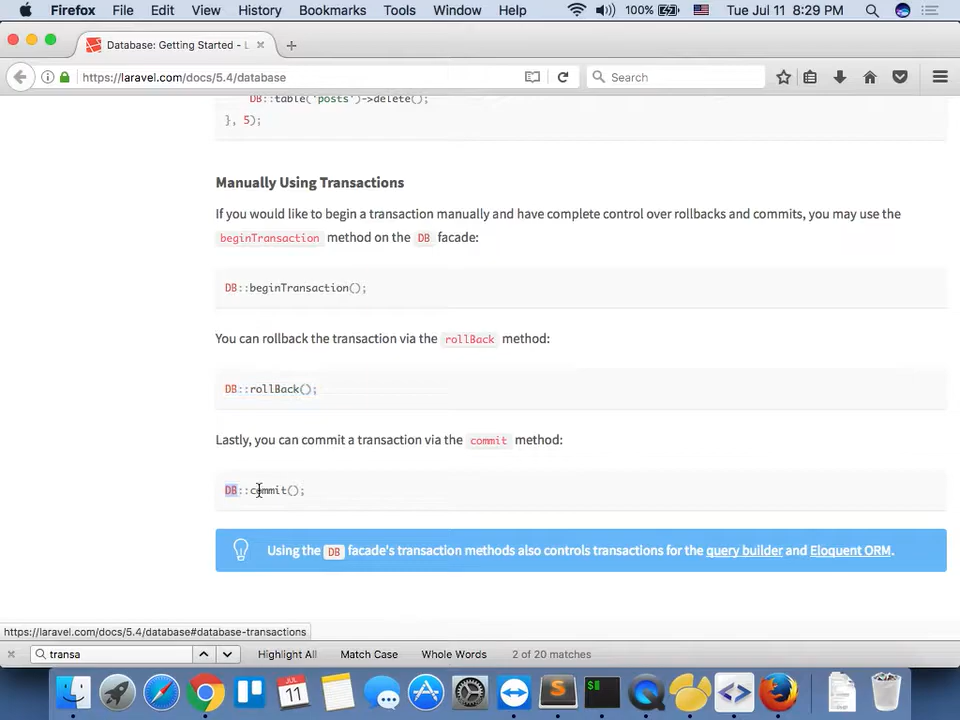 Firefox File Edit View History Bookmarks Tools Window Help 100% Tue Jul 11 8:29 PM
Database: Getting Started - L
https://laravel.com/docs/5.4/database Search
DB::table('posts')->delete();
}, 5);
Manually Using Transactions
If you would like to begin a transaction manually and have complete control over rollbacks and commits, you may use the
beginTransaction method on the DB facade:
DB::beginTransaction();
You can rollback the transaction via the rollBack method:
DB::rollBack();
Lastly, you can commit a transaction via the commit method:
DB::commit();
Using the DB facade's transaction methods also controls transactions for the query builder and Eloquent ORM.
https://laravel.com/docs/5.4/database#database-transactions
transa Highlight All Match Case Whole Words 2 of 20 matches
JUL
11